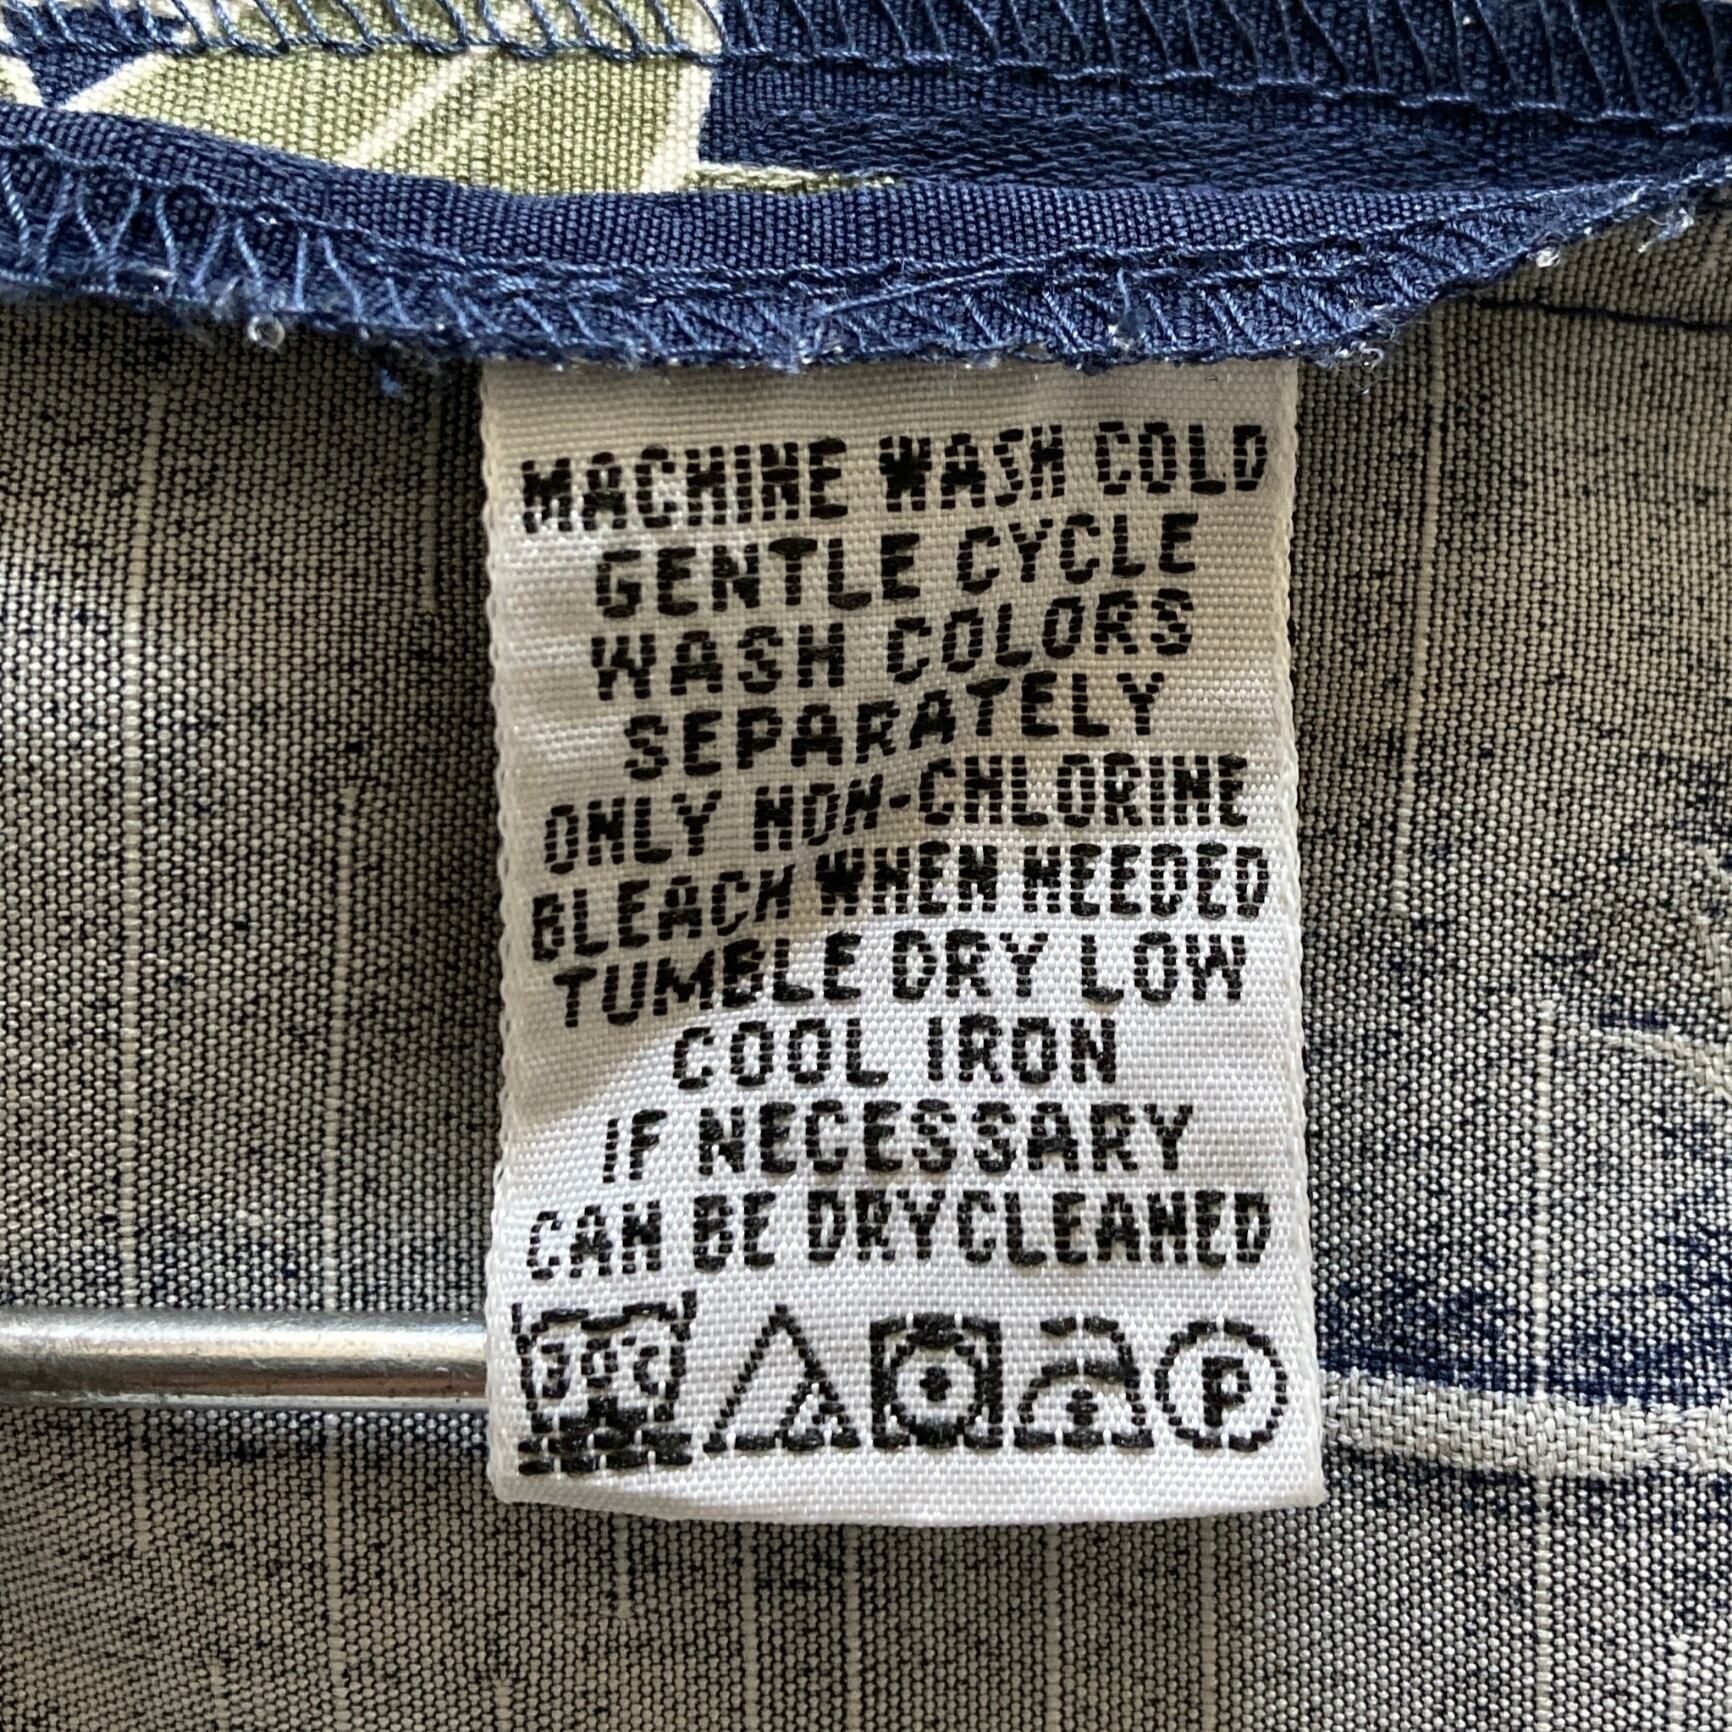 MACHINE WASH COLD
GENTLE CYCLE
WASH COLORS
SEPARATELY
ONLY NON-CHLORINE
BLEACH WHEN NEEDED
TUMBLE DRY LOW
COOL IRON
IF NECESSARY
CAN BE DRYCLEANED
30c P